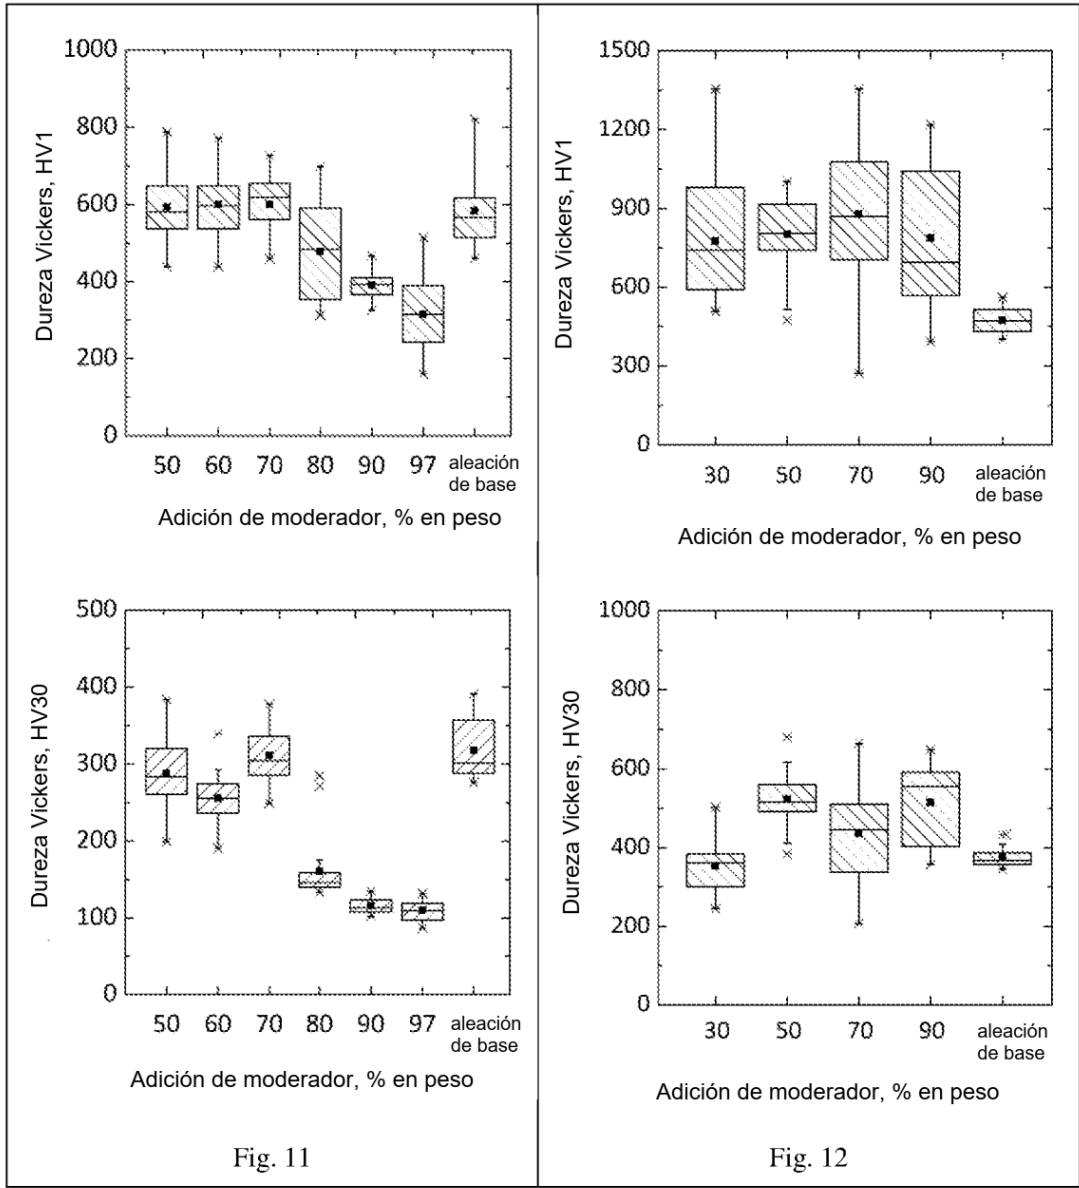 1000
800
600
400
200
0
Dureza Vickers, HV1
50 60 70 80 90 97 aleación
de base
Adición de moderador, % en peso
1500
1200
900
600
300
0
Dureza Vickers, HV1
30 50 70 90 aleación
de base
Adición de moderador, % en peso
500
400
300
200
100
0
Dureza Vickers, HV30
50 60 70 80 90 97 aleación
de base
Adición de moderador, % en peso
1000
800
600
400
200
0
Dureza Vickers, HV30
30 50 70 90 aleación
de base
Adición de moderador, % en peso
Fig. 11
Fig. 12